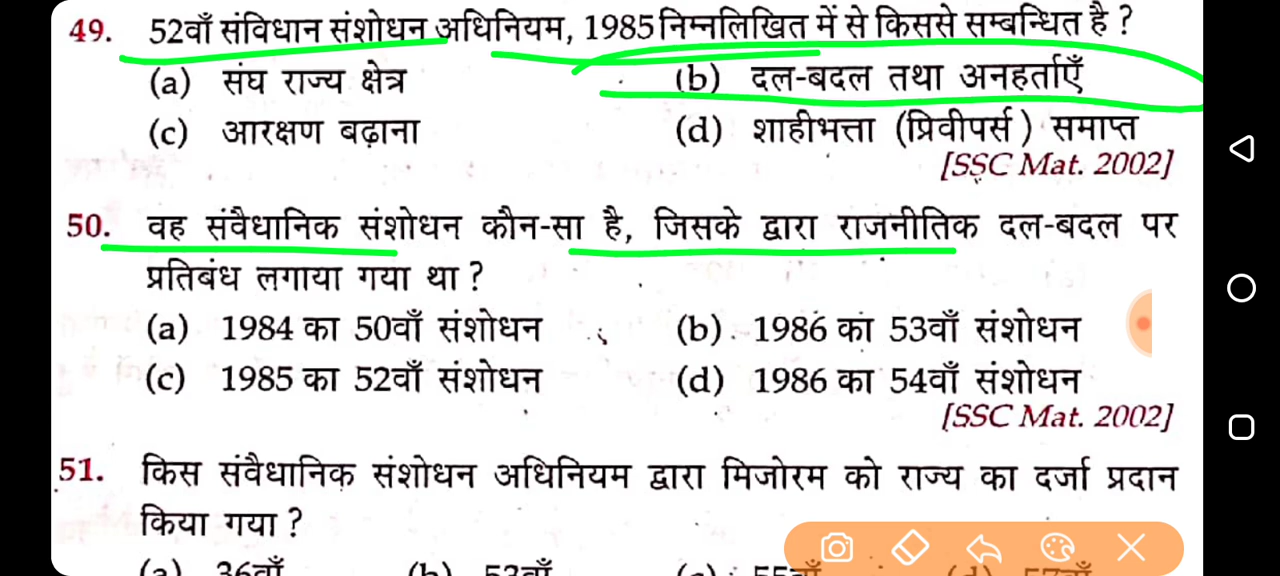 49. 52वाँ संविधान संशोधन अधिनियम, 1985 निम्नलिखित में से किससे सम्बन्धित है ?
(a) संघ राज्य क्षेत्र (b) दल-बदल तथा अनहर्ताएँ
(c) आरक्षण बढ़ाना (d) शाहीभत्ता (प्रिवीपर्स) समाप्त
[SSC Mat. 2002]
50. वह संवैधानिक संशोधन कौन-सा है, जिसके द्वारा राजनीतिक दल-बदल पर
प्रतिबंध लगाया गया था ?
(a) 1984 का 50वाँ संशोधन (b) 1986 का 53वाँ संशोधन
(c) 1985 का 52वाँ संशोधन (d) 1986 का 54वाँ संशोधन
[SSC Mat. 2002]
51. किस संवैधानिक संशोधन अधिनियम द्वारा मिजोरम को राज्य का दर्जा प्रदान
किया गया ?
(a) 36वाँ (b) 53वाँ (c) 55वाँ (d)